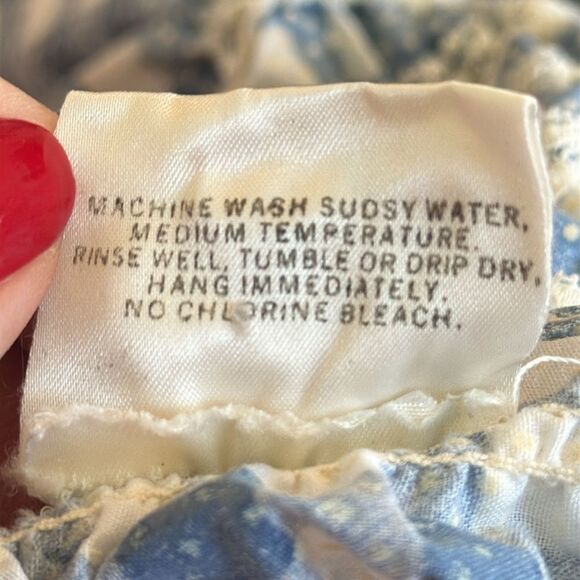 MACHINE WASH SUDSY WATER,
MEDIUM TEMPERATURE.
RINSE WELL, TUMBLE OR DRIP DRY,
HANG IMMEDIATELY.
NO CHLORINE BLEACH.